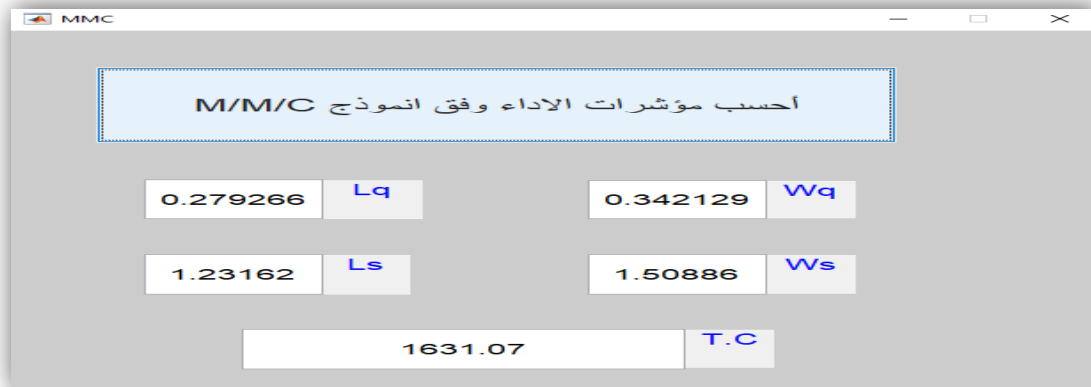 MMC
أحسب مؤشرات الاداء وفق انموذج M/M/C
0.279266 Lq 0.342129 Wq
1.23162 Ls 1.50886 Ws
1631.07 T.C